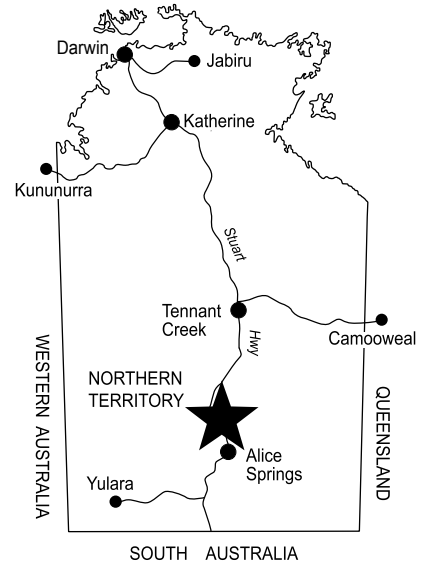 Darwin
Jabiru
Katherine
Kununurra
Stuart
Tennant
Creek
Hwy
Camooweal
WESTERN AUSTRALIA
NORTHERN
TERRITORY
QUEENSLAND
Alice
Springs
Yulara
SOUTH AUSTRALIA